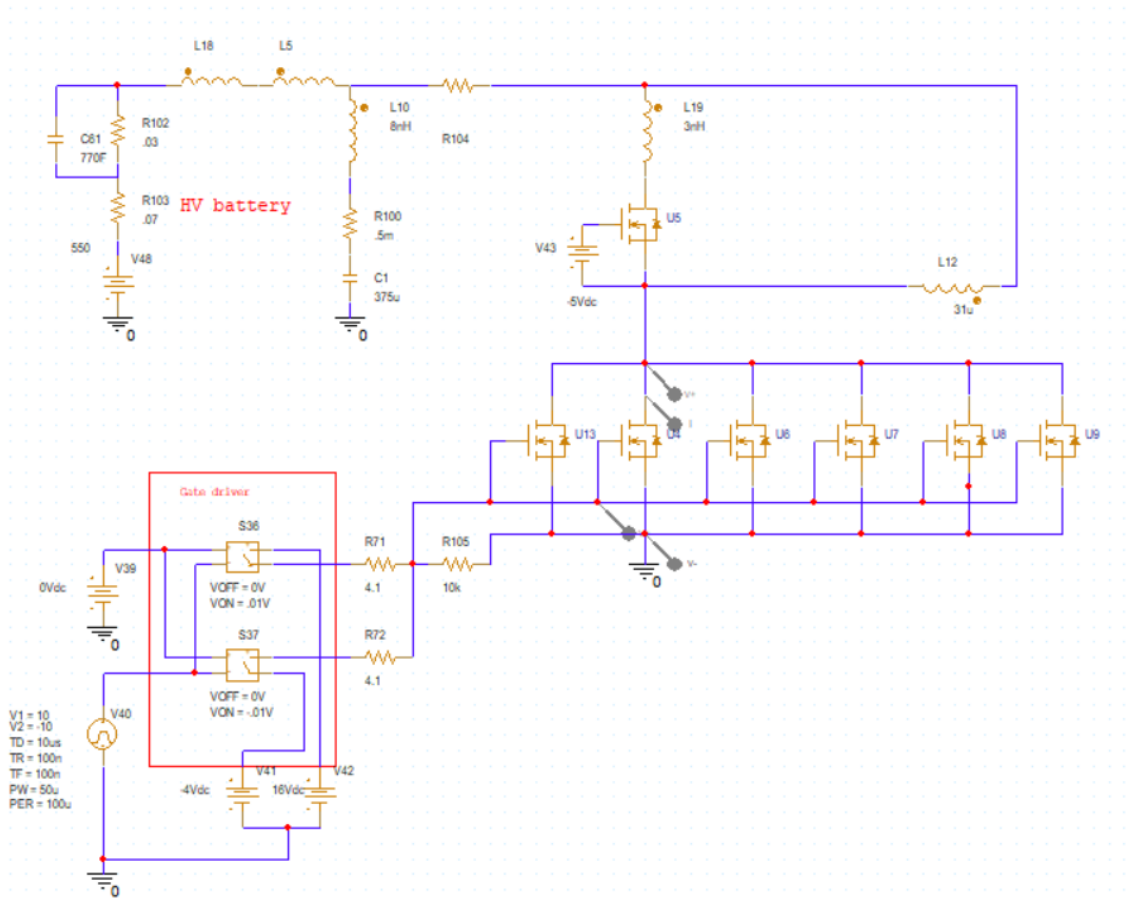 L18
L5
L10
8nH
R104
L19
3nH
C61
770F
R102
.03
R103
.07
HV battery
R100
.5m
U5
V43
550
V48
C1
375u
-5Vdc
L12
31u
0
0
V+
I
U13
U4
U6
U7
U8
U9
Gate driver
S36
R71
4.1
R105
10k
V39
0Vdc
VOFF = 0V
VON = .01V
V-
0
0
S37
R72
4.1
VOFF = 0V
VON = -.01V
V1 = 10
V2 = -10
TD = 10us
TR = 100n
TF = 100n
PW = 50u
PER = 100u
V40
V41
V42
-4Vdc
16Vdc
0